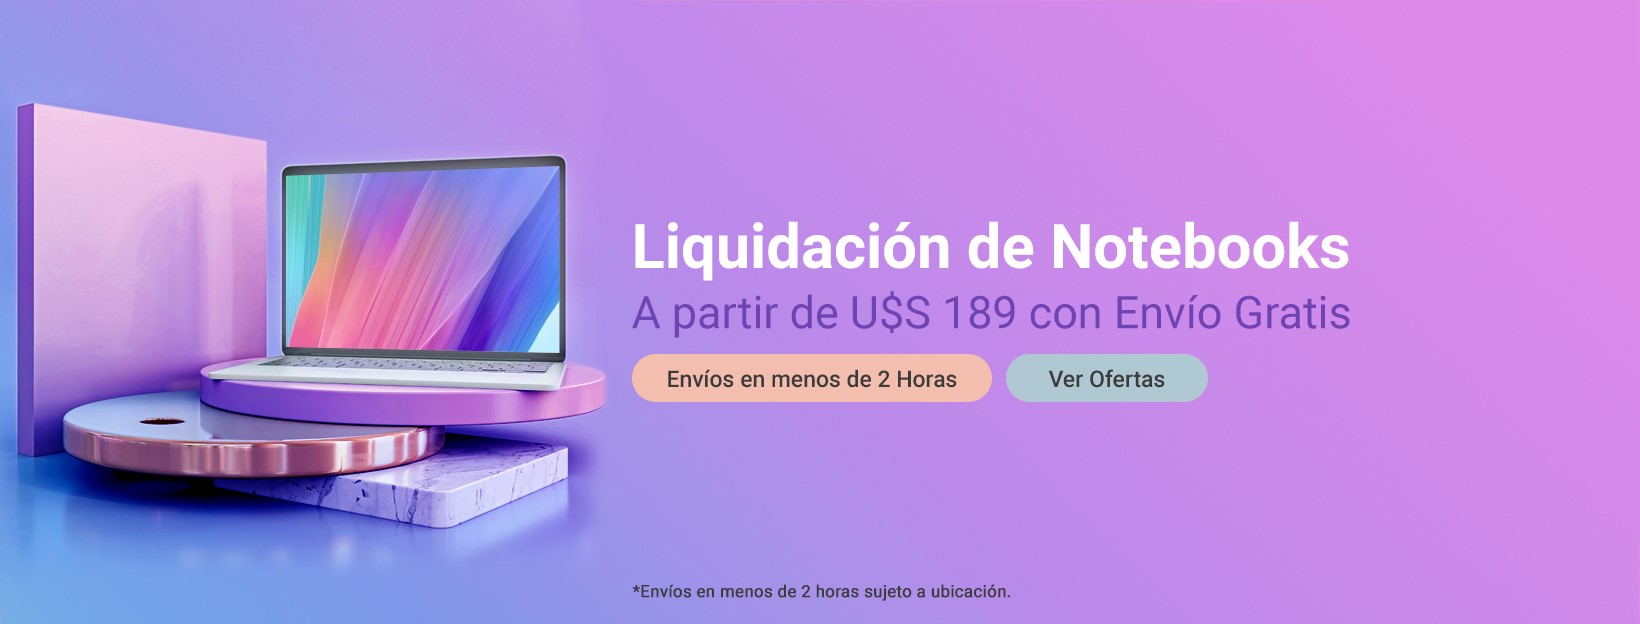 Liquidación de Notebooks
A partir de U$S 189 con Envío Gratis
Envíos en menos de 2 Horas
Ver Ofertas
*Envíos en menos de 2 horas sujeto a ubicación.